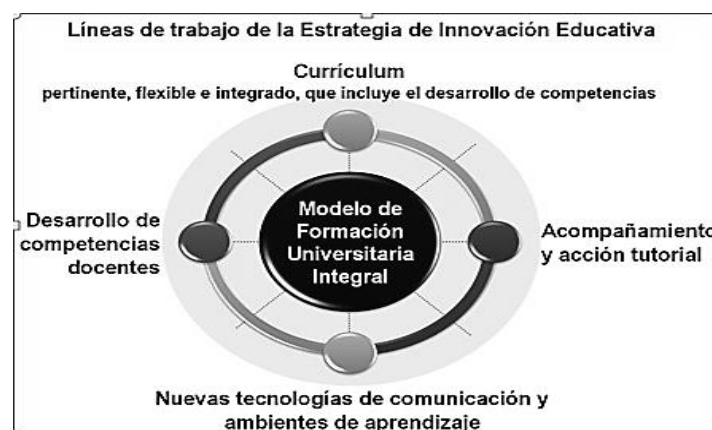 Líneas de trabajo de la Estrategia de Innovación Educativa
Currículum
pertinente, flexible e integrado, que incluye el desarrollo de competencias
Desarrollo de
competencias
docentes
Modelo de
Formación
Universitaria
Integral
Acompañamiento
y acción tutorial
Nuevas tecnologías de comunicación y
ambientes de aprendizaje